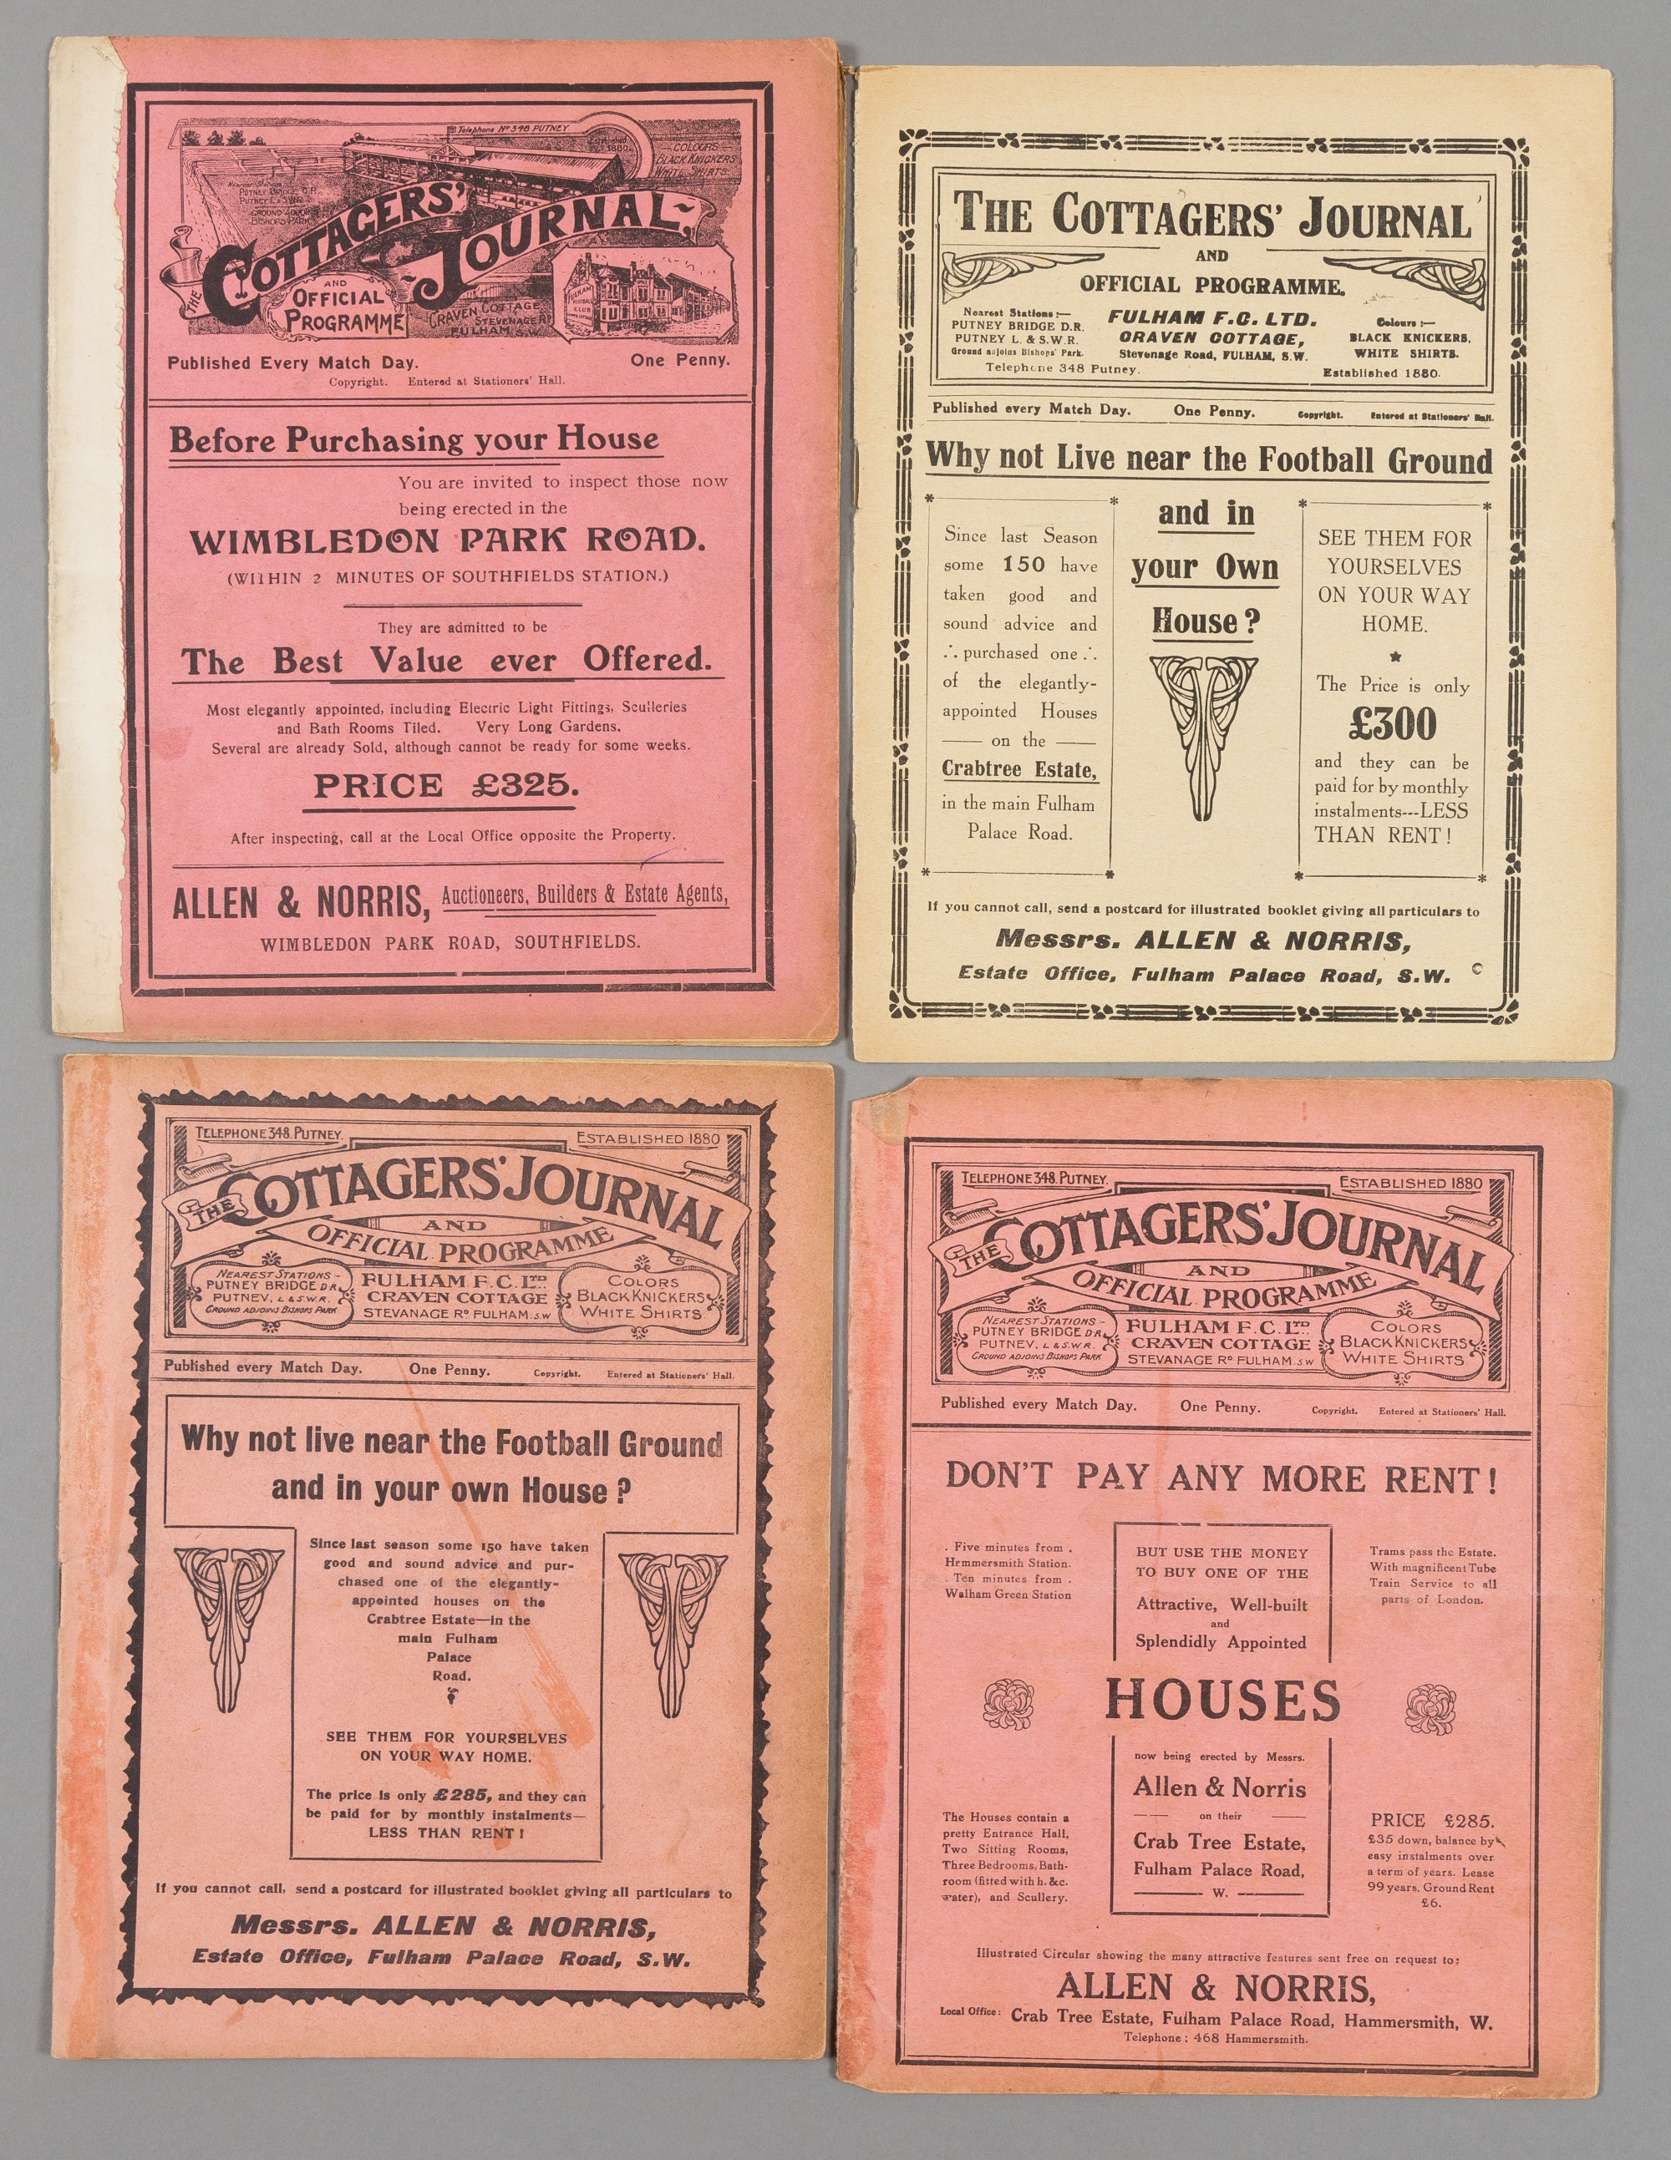 Telephone Nº 348 PUTNEY
ESTABLISHED 1880
COLOURS -
BLACK KNICKERS
WHITE SHIRTS.
Nearest Stations
PUTNEY BRIDGE D.R.
PUTNEY L & S.W.R.
GROUND ADJOINS
BISHOPS PARK
THE COTTAGERS' JOURNAL,
AND
OFFICIAL
PROGRAMME
CRAVEN COTTAGE
STEVENAGE RD
FULHAM. S.W.
FULHAM
FOOTBALL
CLUB
Published Every Match Day. One Penny.
Copyright. Entered at Stationers' Hall.
Before Purchasing your House
You are invited to inspect those now
being erected in the
WIMBLEDON PARK ROAD.
(WITHIN 2 MINUTES OF SOUTHFIELDS STATION.)
They are admitted to be
The Best Value ever Offered.
Most elegantly appointed, including Electric Light Fittings, Sculleries
and Bath Rooms Tiled. Very Long Gardens.
Several are already Sold, although cannot be ready for some weeks.
PRICE £325.
After inspecting, call at the Local Office opposite the Property.
ALLEN & NORRIS, Auctioneers, Builders & Estate Agents,
WIMBLEDON PARK ROAD, SOUTHFIELDS.
THE COTTAGERS' JOURNAL
AND
OFFICIAL PROGRAMME.
Nearest Stations :—
PUTNEY BRIDGE D.R.
PUTNEY L. & S.W.R.
Ground adjoins Bishops' Park.
Telephone 348 Putney.
FULHAM F.C. LTD.
CRAVEN COTTAGE,
Stevenage Road, FULHAM, S.W.
Colours :—
BLACK KNICKERS,
WHITE SHIRTS.
Established 1880.
Published every Match Day. One Penny. Copyright. Entered at Stationers' Hall.
Why not Live near the Football Ground
and in
your Own
House?
Since last Season
some 150 have
taken good and
sound advice and
∴ purchased one ∴
of the elegantly-
appointed Houses
— on the —
Crabtree Estate,
in the main Fulham
Palace Road.
SEE THEM FOR
YOURSELVES
ON YOUR WAY
HOME.
The Price is only
£300
and they can be
paid for by monthly
instalments---LESS
THAN RENT!
If you cannot call, send a postcard for illustrated booklet giving all particulars to
Messrs. ALLEN & NORRIS,
Estate Office, Fulham Palace Road, S.W.
TELEPHONE 348. PUTNEY. ESTABLISHED 1880
THE COTTAGERS' JOURNAL
AND
OFFICIAL PROGRAMME
NEAREST STATIONS -
PUTNEY BRIDGE D.R.
PUTNEY, L & S.W.R.
GROUND ADJOINS BISHOPS PARK
FULHAM F.C. LTD.
CRAVEN COTTAGE
STEVANAGE RD FULHAM. S.W
COLORS
BLACK KNICKERS
WHITE SHIRTS
Published every Match Day. One Penny. Copyright. Entered at Stationers' Hall.
Why not live near the Football Ground
and in your own House?
Since last season some 150 have taken
good and sound advice and pur-
chased one of the elegantly-
appointed houses on the
Crabtree Estate—in the
main Fulham
Palace
Road.
SEE THEM FOR YOURSELVES
ON YOUR WAY HOME.
The price is only £285, and they can
be paid for by monthly instalments—
LESS THAN RENT!
If you cannot call, send a postcard for illustrated booklet giving all particulars to
Messrs. ALLEN & NORRIS,
Estate Office, Fulham Palace Road, S.W.
TELEPHONE 348. PUTNEY. ESTABLISHED 1880
THE COTTAGERS' JOURNAL
AND
OFFICIAL PROGRAMME
NEAREST STATIONS -
PUTNEY BRIDGE D.R.
PUTNEY, L & S.W.R.
GROUND ADJOINS BISHOPS PARK
FULHAM F.C. LTD.
CRAVEN COTTAGE
STEVANAGE RD FULHAM. S.W
COLORS
BLACK KNICKERS
WHITE SHIRTS
Published every Match Day. One Penny. Copyright. Entered at Stationers' Hall.
DON'T PAY ANY MORE RENT!
. Five minutes from .
Hemmersmith Station.
. Ten minutes from .
Walham Green Station
BUT USE THE MONEY
TO BUY ONE OF THE
Attractive, Well-built
and
Splendidly Appointed
Trams pass the Estate.
With magnificent Tube
Train Service to all
parts of London.
HOUSES
now being erected by Messrs.
Allen & Norris
— on their —
Crab Tree Estate,
Fulham Palace Road,
— W. —
The Houses contain a
pretty Entrance Hall,
Two Sitting Rooms,
Three Bedrooms, Bath-
room (fitted with h. &c.
water), and Scullery.
PRICE £285.
£35 down, balance by
easy instalments over
a term of years. Lease
99 years. Ground Rent
£6.
Illustrated Circular showing the many attractive features sent free on request to:
ALLEN & NORRIS,
Local Office: Crab Tree Estate, Fulham Palace Road, Hammersmith, W.
Telephone: 468 Hammersmith.